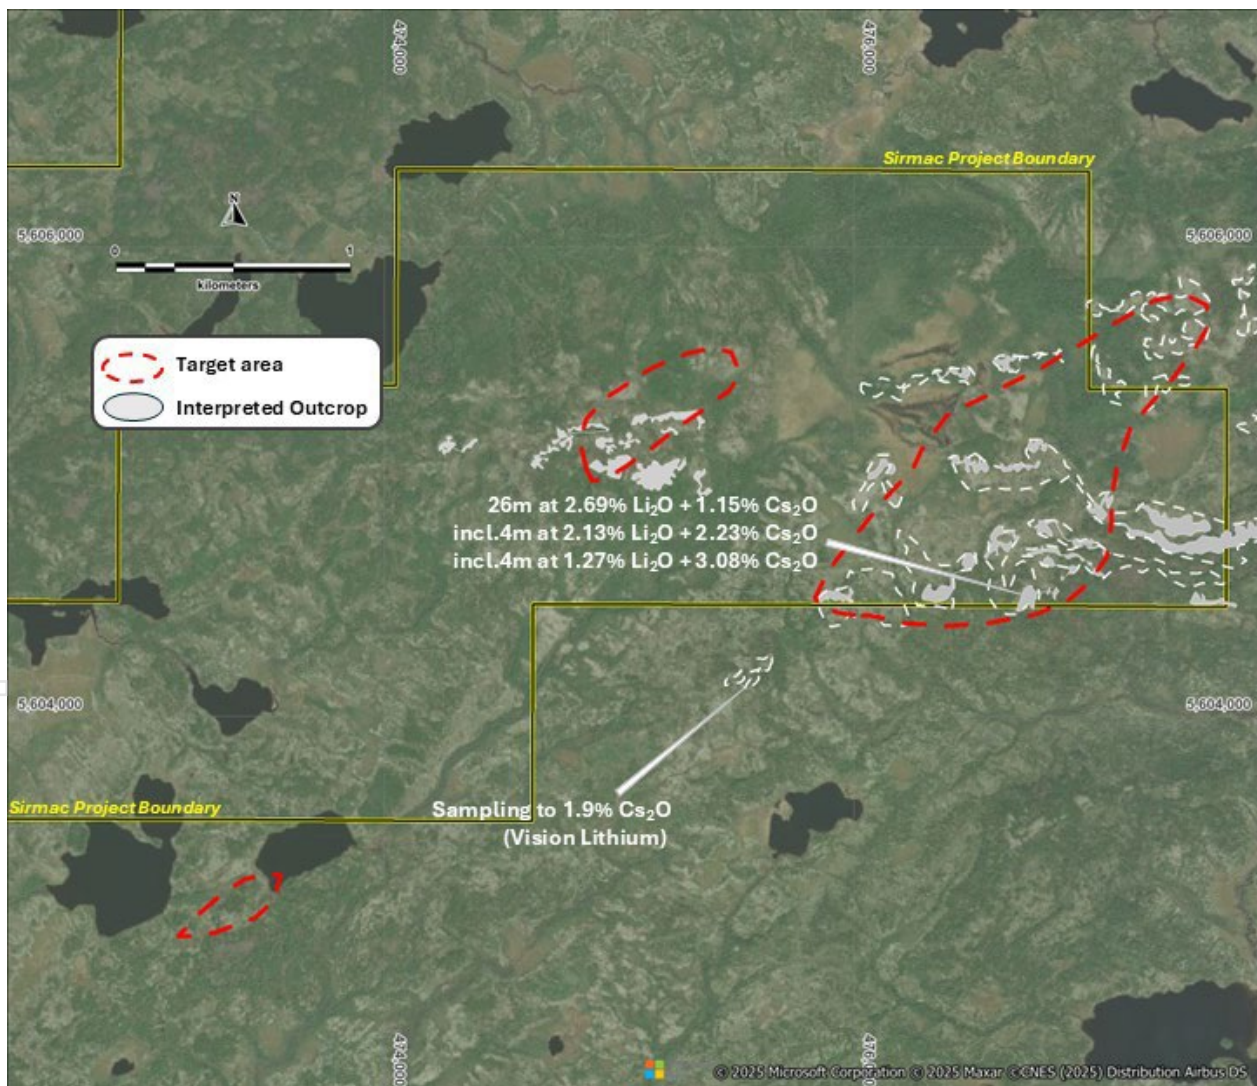 474,000
476,000
Sirmac Project Boundary
N
5,606,000
5,606,000
0 1
kilometers
Target area
Interpreted Outcrop
26m at 2.69% Li₂O + 1.15% Cs₂O
incl.4m at 2.13% Li₂O + 2.23% Cs₂O
incl.4m at 1.27% Li₂O + 3.08% Cs₂O
5,604,000
5,604,000
Sirmac Project Boundary
Sampling to 1.9% Cs₂O
(Vision Lithium)
474,000
© 2025 Microsoft Corporation © 2025 Maxar ©CNES (2025) Distribution Airbus DS